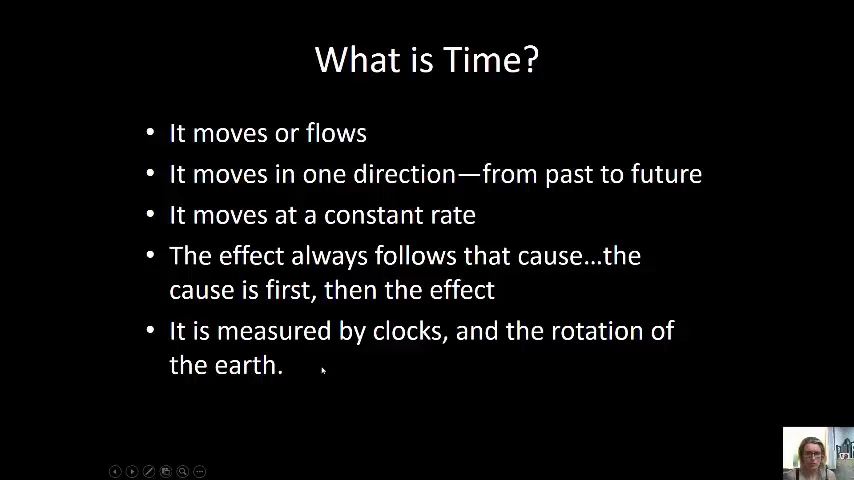 What is Time?
• It moves or flows
• It moves in one direction—from past to future
• It moves at a constant rate
• The effect always follows that cause...the
cause is first, then the effect
• It is measured by clocks, and the rotation of
the earth.